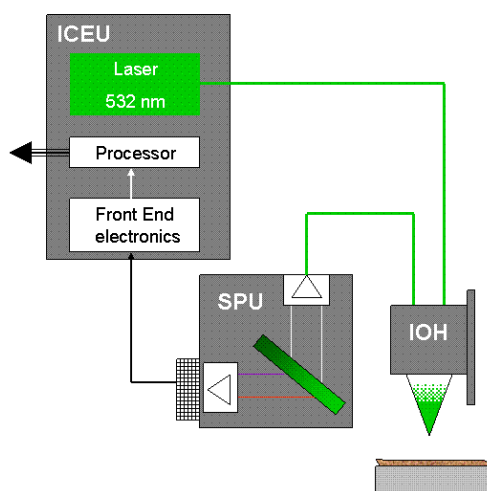 ICEU
Laser
532 nm
Processor
Front End
electronics
SPU
IOH